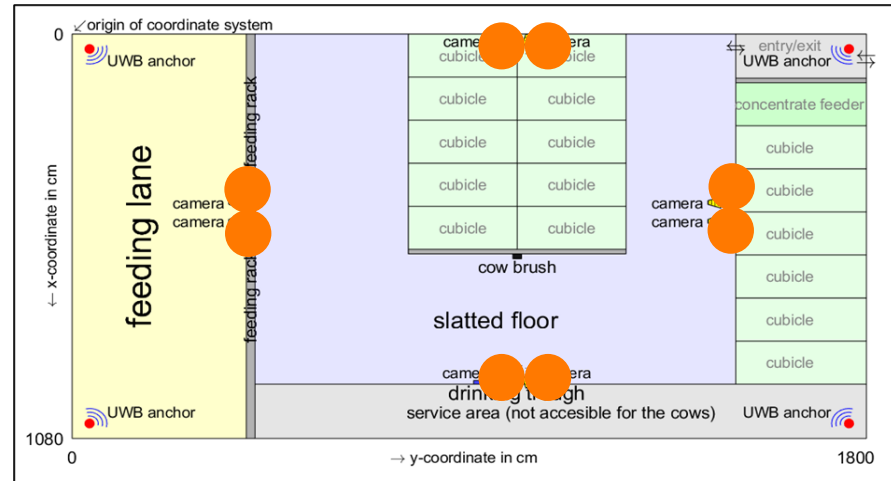 origin of coordinate system
0
UWB anchor
feeding lane
feeding rack
feeding rack
camera
camera
cubicle
cubicle
cubicle
cubicle
cubicle
cubicle
cubicle
cubicle
cubicle
cubicle
cow brush
slatted floor
camera
camera
entry/exit
UWB anchor
concentrate feeder
cubicle
cubicle
cubicle
cubicle
cubicle
cubicle
drinking trough
service area (not accesible for the cows)
UWB anchor
UWB anchor
← x-coordinate in cm
1080
0
→ y-coordinate in cm
1800